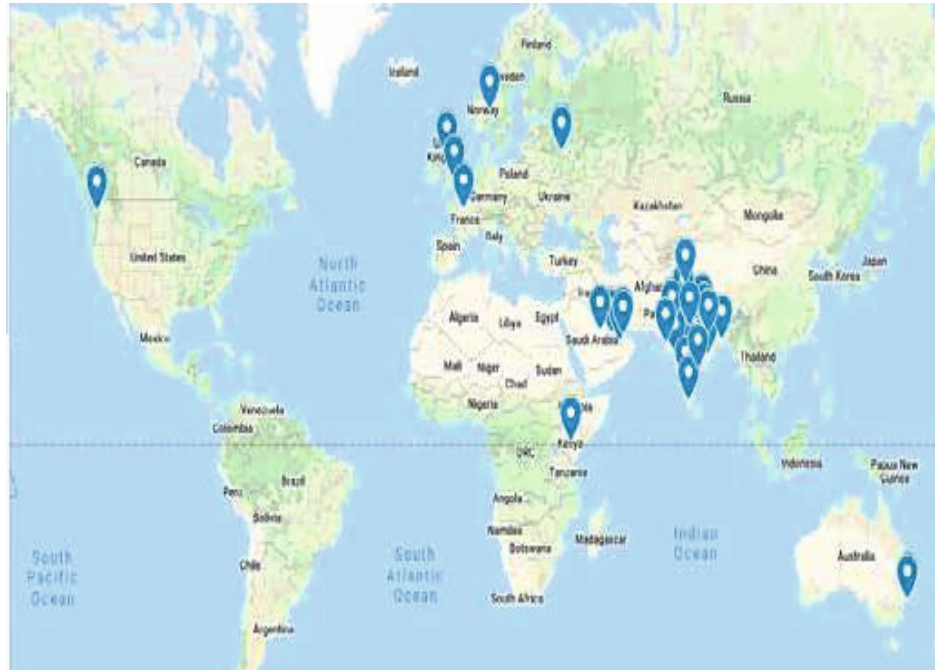 Finland
Iceland
Sweden
Russia
Norway
Canada
Kingd
Poland
Germany
Ukraine
France
Kazakhstan
Mongolia
Spain
Italy
United States
Turkey
China
Japan
South Korea
North
Atlantic
Ocean
Afgha
Pa
Algeria
Libya
Egypt
Saudi Arabia
Mexico
Mali
Niger
Chad
Sudan
Thailand
Nigeria
Venezuela
Colombia
Kenya
DRC
Tanzania
Indonesia
Papua New
Guinea
Peru
Brazil
Angola
Bolivia
Namibia
Botswana
Madagascar
Indian
Ocean
South
Pacific
Ocean
Chile
South
Atlantic
Ocean
Australia
South Africa
Argentina